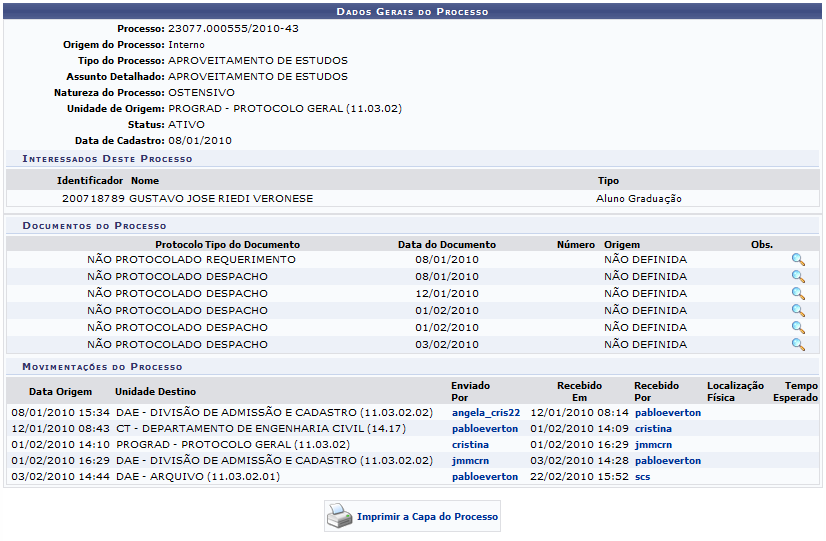 Dados Gerais do Processo
Processo: 23077.000555/2010-43
Origem do Processo: Interno
Tipo do Processo: APROVEITAMENTO DE ESTUDOS
Assunto Detalhado: APROVEITAMENTO DE ESTUDOS
Natureza do Processo: OSTENSIVO
Unidade de Origem: PROGRAD - PROTOCOLO GERAL (11.03.02)
Status: ATIVO
Data de Cadastro: 08/01/2010
Interessados Deste Processo
Identificador Nome Tipo
200718789 GUSTAVO JOSE RIEDI VERONESE Aluno Graduação
Documentos do Processo
Protocolo Tipo do Documento Data do Documento Número Origem Obs.
NÃO PROTOCOLADO REQUERIMENTO 08/01/2010 NÃO DEFINIDA
NÃO PROTOCOLADO DESPACHO 08/01/2010 NÃO DEFINIDA
NÃO PROTOCOLADO DESPACHO 12/01/2010 NÃO DEFINIDA
NÃO PROTOCOLADO DESPACHO 01/02/2010 NÃO DEFINIDA
NÃO PROTOCOLADO DESPACHO 01/02/2010 NÃO DEFINIDA
NÃO PROTOCOLADO DESPACHO 03/02/2010 NÃO DEFINIDA
Movimentações do Processo
Data Origem Unidade Destino Enviado Por Recebido Em Recebido Por Localização Física Tempo Esperado
08/01/2010 15:34 DAE - DIVISÃO DE ADMISSÃO E CADASTRO (11.03.02.02) angela_cris22 12/01/2010 08:14 pabloeverton
12/01/2010 08:43 CT - DEPARTAMENTO DE ENGENHARIA CIVIL (14.17) pabloeverton 01/02/2010 14:09 cristina
01/02/2010 14:10 PROGRAD - PROTOCOLO GERAL (11.03.02) cristina 01/02/2010 16:29 jmmcrn
01/02/2010 16:29 DAE - DIVISÃO DE ADMISSÃO E CADASTRO (11.03.02.02) jmmcrn 03/02/2010 14:28 pabloeverton
03/02/2010 14:44 DAE - ARQUIVO (11.03.02.01) pabloeverton 22/02/2010 15:52 scs
Imprimir a Capa do Processo